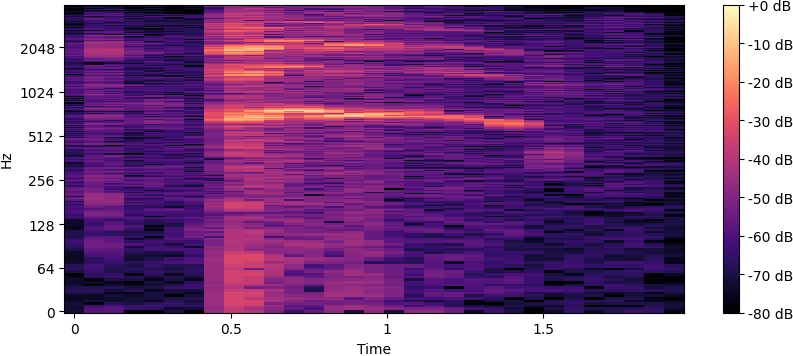 +0 dB
-10 dB
-20 dB
-30 dB
-40 dB
-50 dB
-60 dB
-70 dB
-80 dB
2048
1024
512
256
128
64
0
Hz
0
0.5
1
1.5
Time